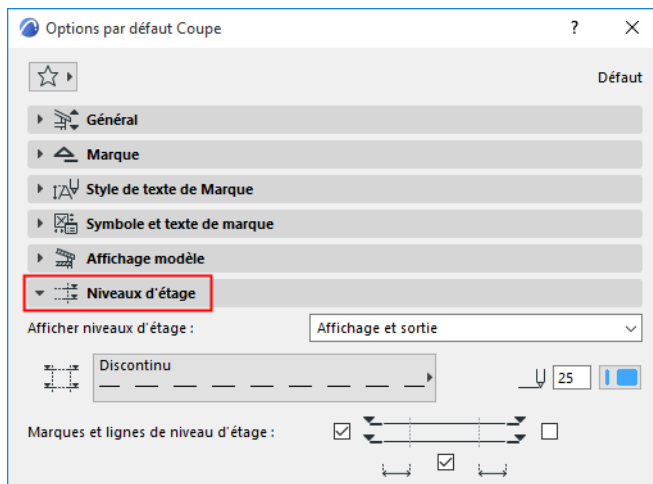 Options par défaut Coupe
Défaut
Général
Marque
Style de texte de Marque
Symbole et texte de marque
Affichage modèle
Niveaux d'étage
Afficher niveaux d'étage :
Affichage et sortie
Discontinu
25
Marques et lignes de niveau d'étage :